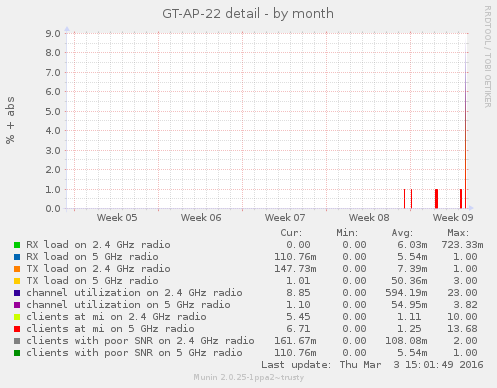 GT-AP-22 detail - by month
RRDTOOL / TOBI OETIKER
% + abs
9.0
8.0
7.0
6.0
5.0
4.0
3.0
2.0
1.0
0.0
Week 05 Week 06 Week 07 Week 08 Week 09
Cur: Min: Avg: Max:
RX load on 2.4 GHz radio 0.00 0.00 6.03m 723.33m
RX load on 5 GHz radio 110.76m 0.00 5.54m 1.00
TX load on 2.4 GHz radio 147.73m 0.00 7.39m 1.00
TX load on 5 GHz radio 1.01 0.00 50.36m 3.00
channel utilization on 2.4 GHz radio 8.85 0.00 594.19m 23.00
channel utilization on 5 GHz radio 1.10 0.00 54.95m 3.82
clients at mi on 2.4 GHz radio 5.45 0.00 1.11 10.00
clients at mi on 5 GHz radio 6.71 0.00 1.25 13.68
clients with poor SNR on 2.4 GHz radio 161.67m 0.00 108.08m 2.00
clients with poor SNR on 5 GHz radio 110.76m 0.00 5.54m 1.00
Last update: Thu Mar 3 15:01:49 2016
Munin 2.0.25-1ppa2~trusty